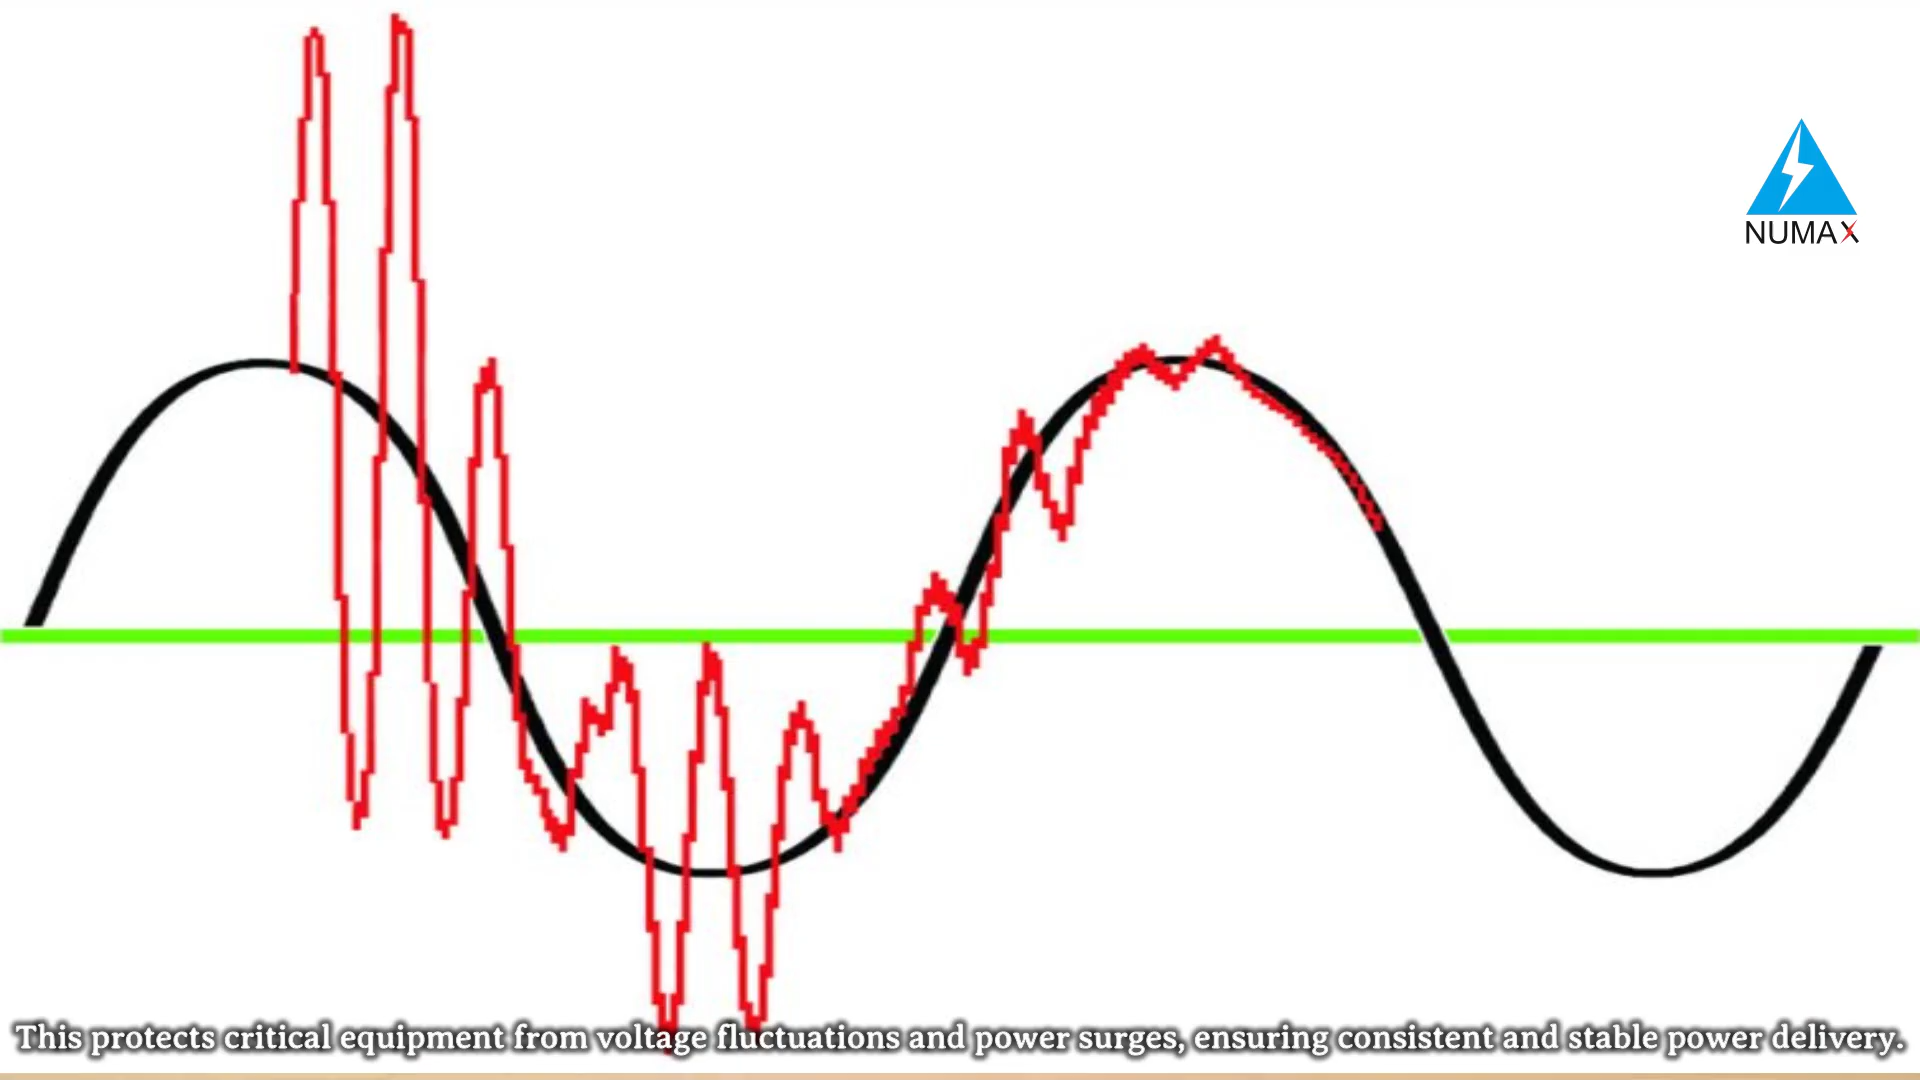 NUMAX
This protects critical equipment from voltage fluctuations and power surges, ensuring consistent and stable power delivery.